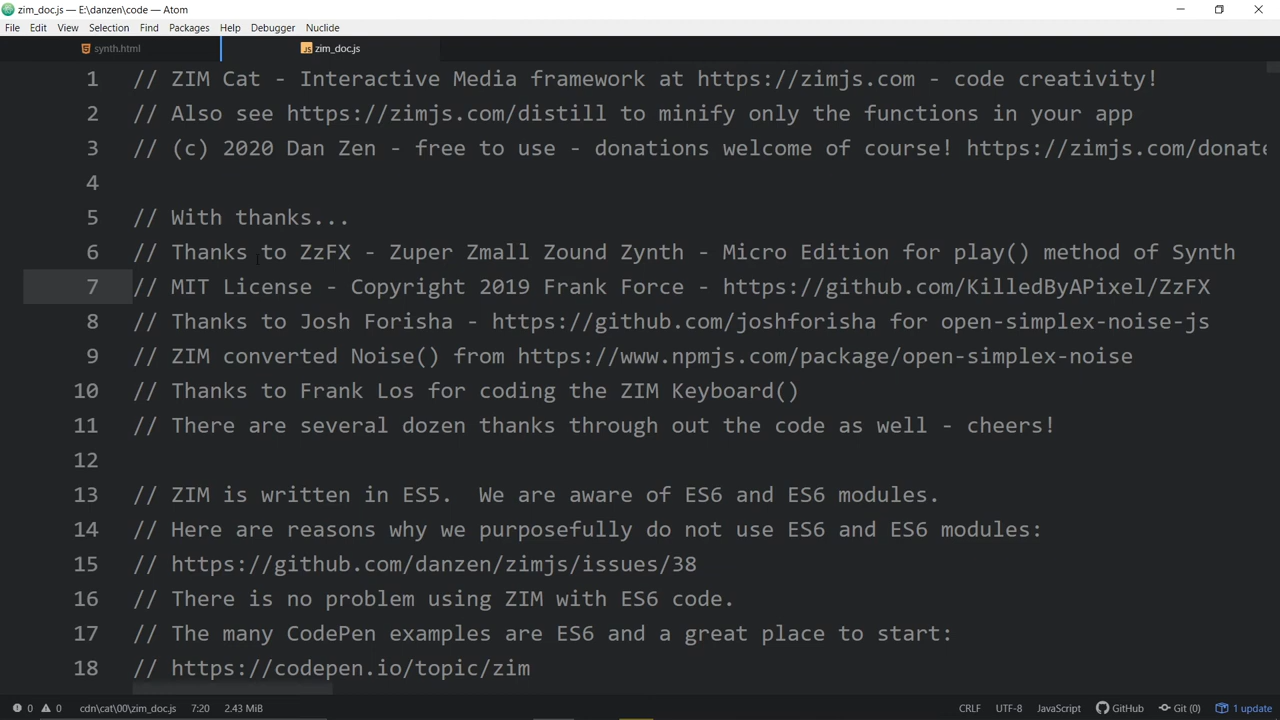 zim_doc.js — E:\danzen\code — Atom
File Edit View Selection Find Packages Help Debugger Nuclide
synth.html zim_doc.js
1 // ZIM Cat - Interactive Media framework at https://zimjs.com - code creativity!
2 // Also see https://zimjs.com/distill to minify only the functions in your app
3 // (c) 2020 Dan Zen - free to use - donations welcome of course! https://zimjs.com/donate
4
5 // With thanks...
6 // Thanks to ZzFX - Zuper Zmall Zound Zynth - Micro Edition for play() method of Synth
7 // MIT License - Copyright 2019 Frank Force - https://github.com/KilledByAPixel/ZzFX
8 // Thanks to Josh Forisha - https://github.com/joshforisha for open-simplex-noise-js
9 // ZIM converted Noise() from https://www.npmjs.com/package/open-simplex-noise
10 // Thanks to Frank Los for coding the ZIM Keyboard()
11 // There are several dozen thanks through out the code as well - cheers!
12
13 // ZIM is written in ES5.  We are aware of ES6 and ES6 modules.
14 // Here are reasons why we purposefully do not use ES6 and ES6 modules:
15 // https://github.com/danzen/zimjs/issues/38
16 // There is no problem using ZIM with ES6 code.
17 // The many CodePen examples are ES6 and a great place to start:
18 // https://codepen.io/topic/zim
0 0 cdn\cat\00\zim_doc.js 7:20 2.43 MiB CRLF UTF-8 JavaScript GitHub Git (0) 1 update